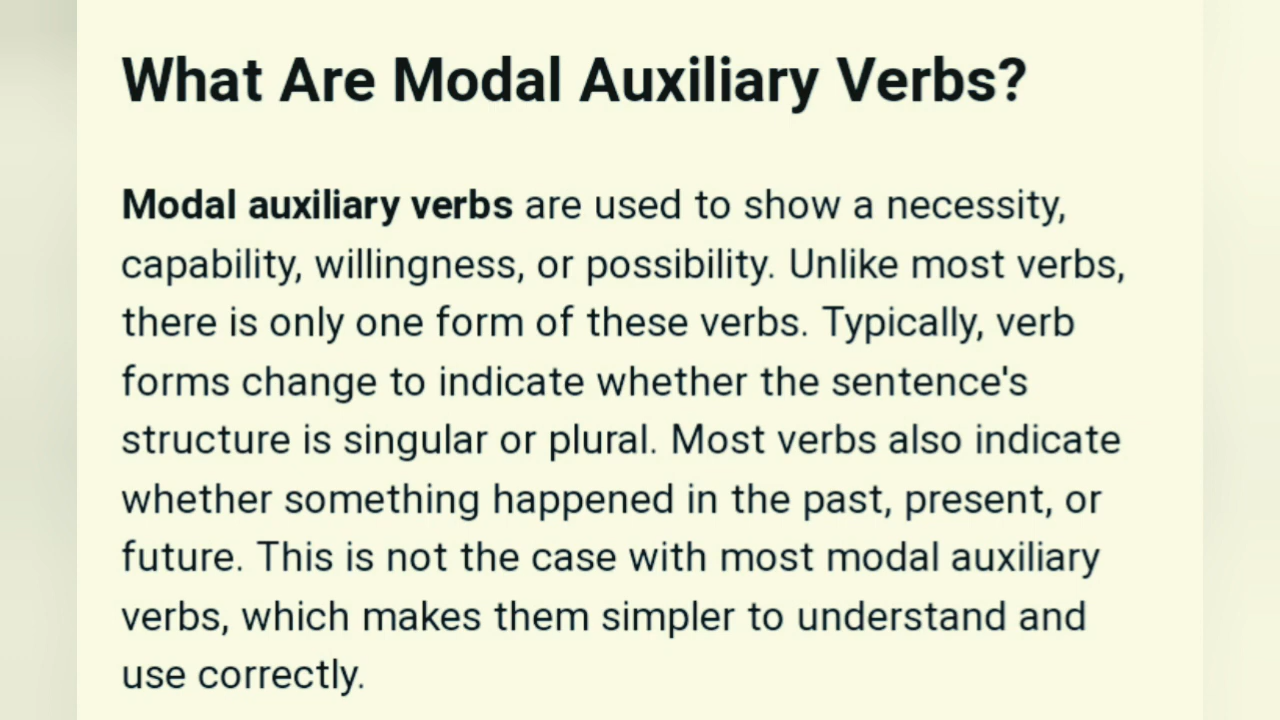 What Are Modal Auxiliary Verbs?
Modal auxiliary verbs are used to show a necessity,
capability, willingness, or possibility. Unlike most verbs,
there is only one form of these verbs. Typically, verb
forms change to indicate whether the sentence's
structure is singular or plural. Most verbs also indicate
whether something happened in the past, present, or
future. This is not the case with most modal auxiliary
verbs, which makes them simpler to understand and
use correctly.